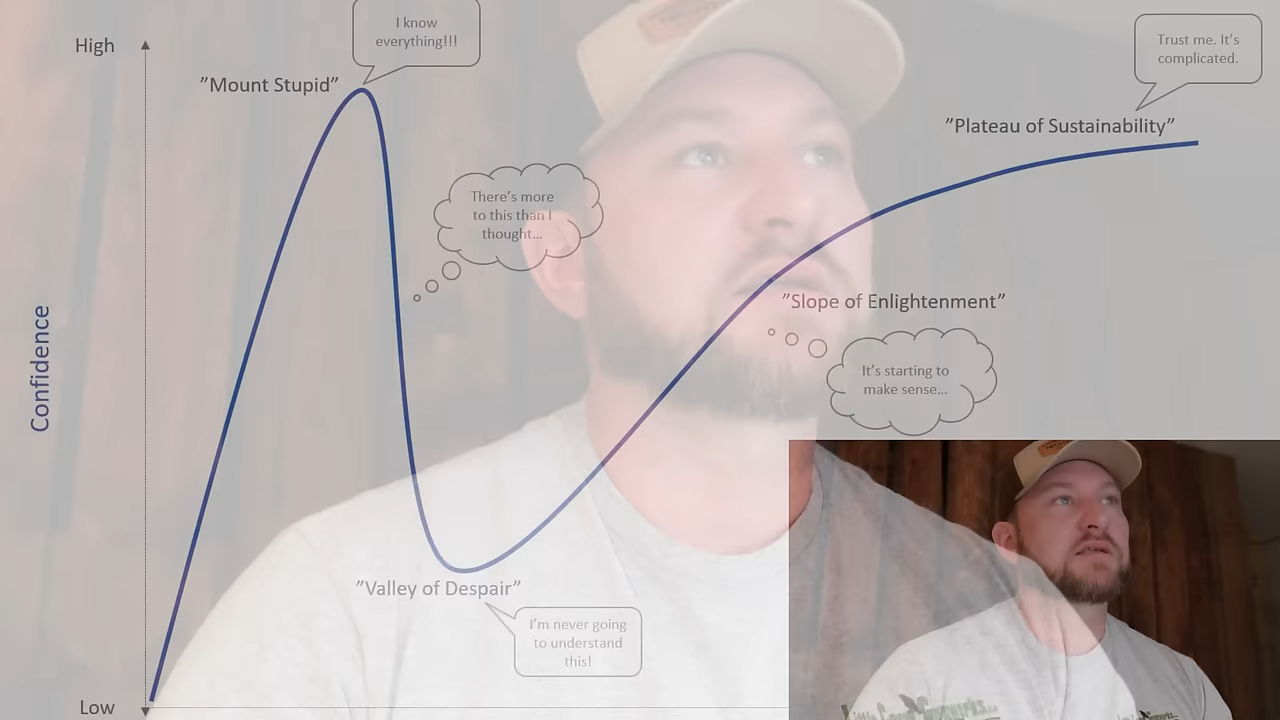 High
I know
everything!!!
”Mount Stupid”
Trust me. It’s
complicated.
”Plateau of Sustainability”
There’s more
to this than I
thought…
Confidence
”Slope of Enlightenment”
It’s starting to
make sense…
”Valley of Despair”
I’m never going
to understand
this!
Low